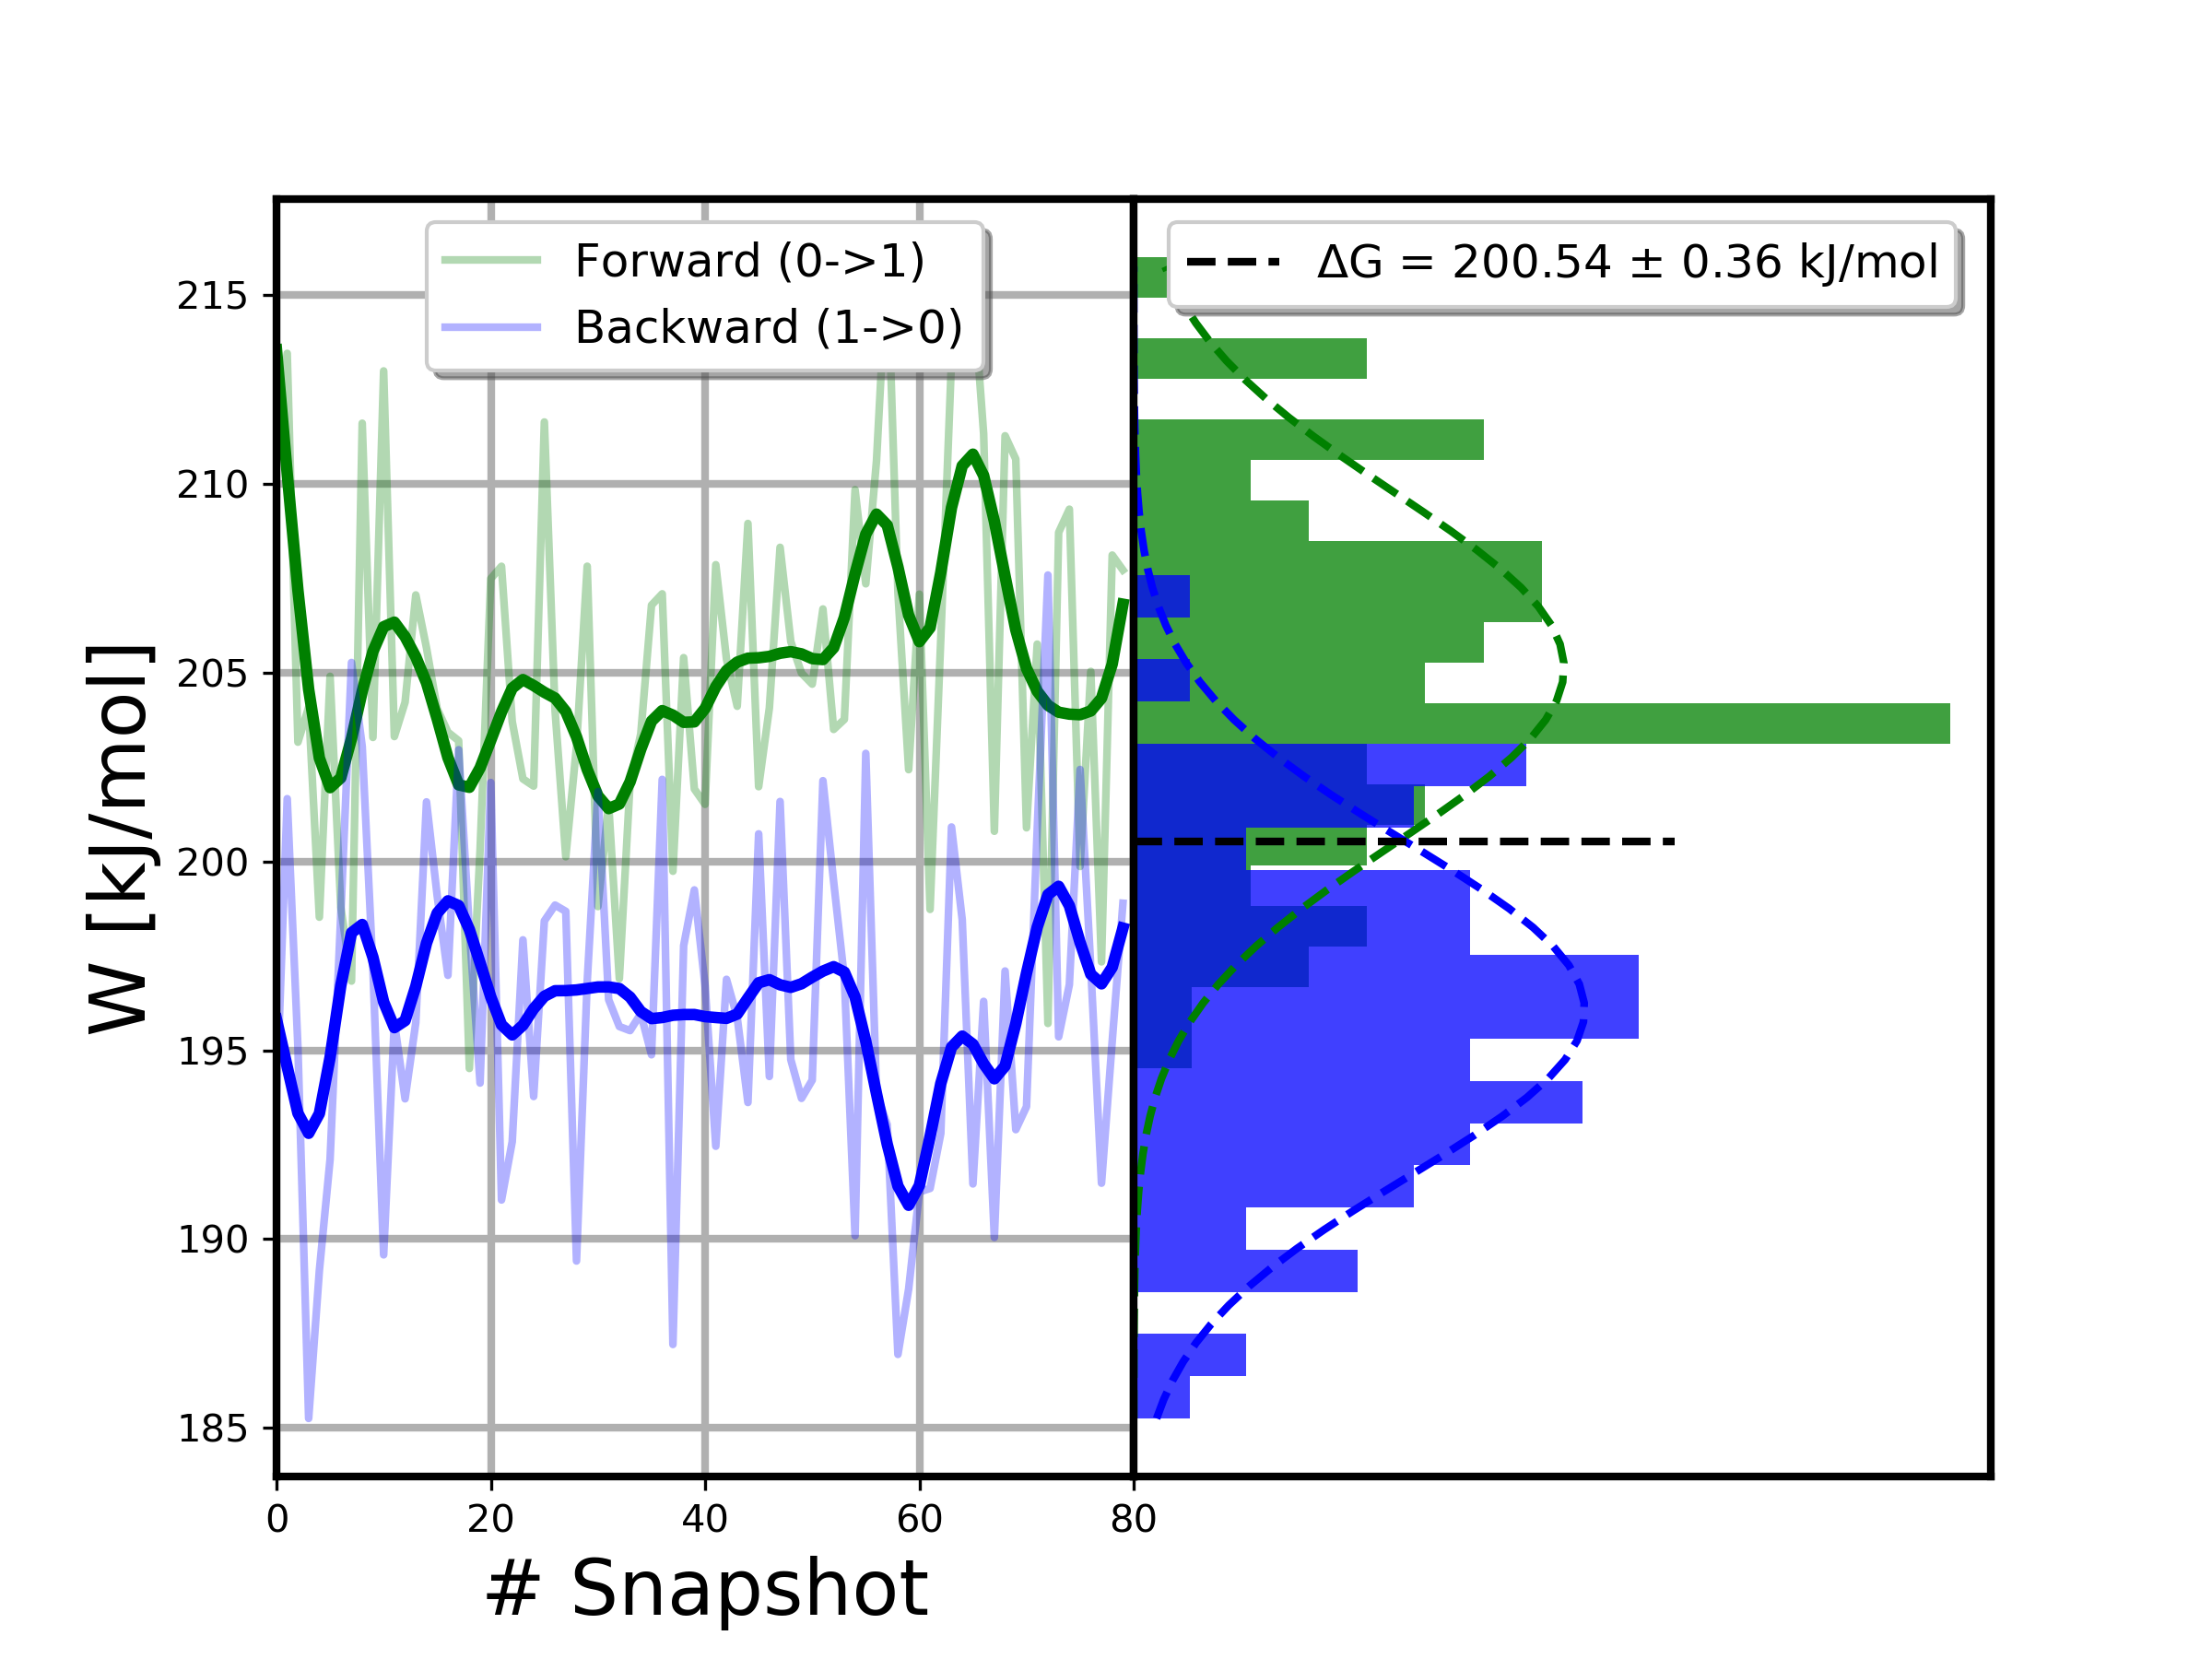 Forward (0->1)
Backward (1->0)
ΔG = 200.54 ± 0.36 kJ/mol
W [kJ/mol]
215
210
205
200
195
190
185
0 20 40 60 80
# Snapshot